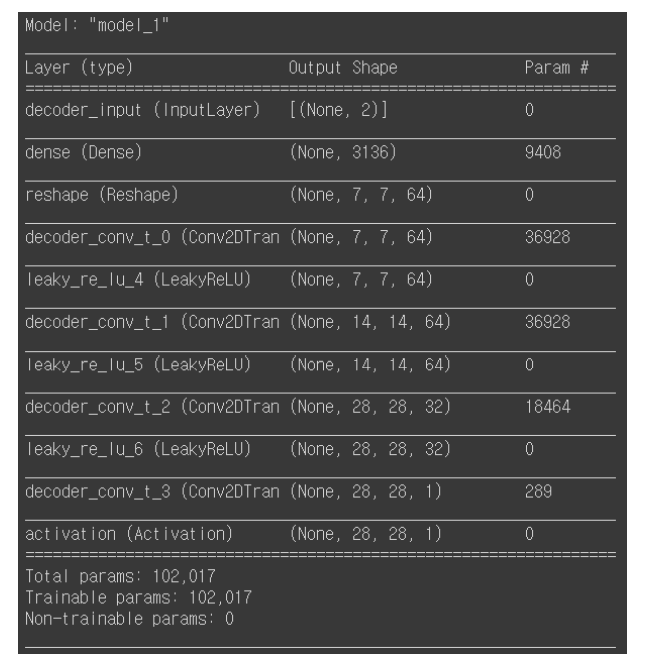 Model: "model_1"
Layer (type) Output Shape Param #
=================================================================
decoder_input (InputLayer) [(None, 2)] 0
dense (Dense) (None, 3136) 9408
reshape (Reshape) (None, 7, 7, 64) 0
decoder_conv_t_0 (Conv2DTran (None, 7, 7, 64) 36928
leaky_re_lu_4 (LeakyReLU) (None, 7, 7, 64) 0
decoder_conv_t_1 (Conv2DTran (None, 14, 14, 64) 36928
leaky_re_lu_5 (LeakyReLU) (None, 14, 14, 64) 0
decoder_conv_t_2 (Conv2DTran (None, 28, 28, 32) 18464
leaky_re_lu_6 (LeakyReLU) (None, 28, 28, 32) 0
decoder_conv_t_3 (Conv2DTran (None, 28, 28, 1) 289
activation (Activation) (None, 28, 28, 1) 0
=================================================================
Total params: 102,017
Trainable params: 102,017
Non-trainable params: 0